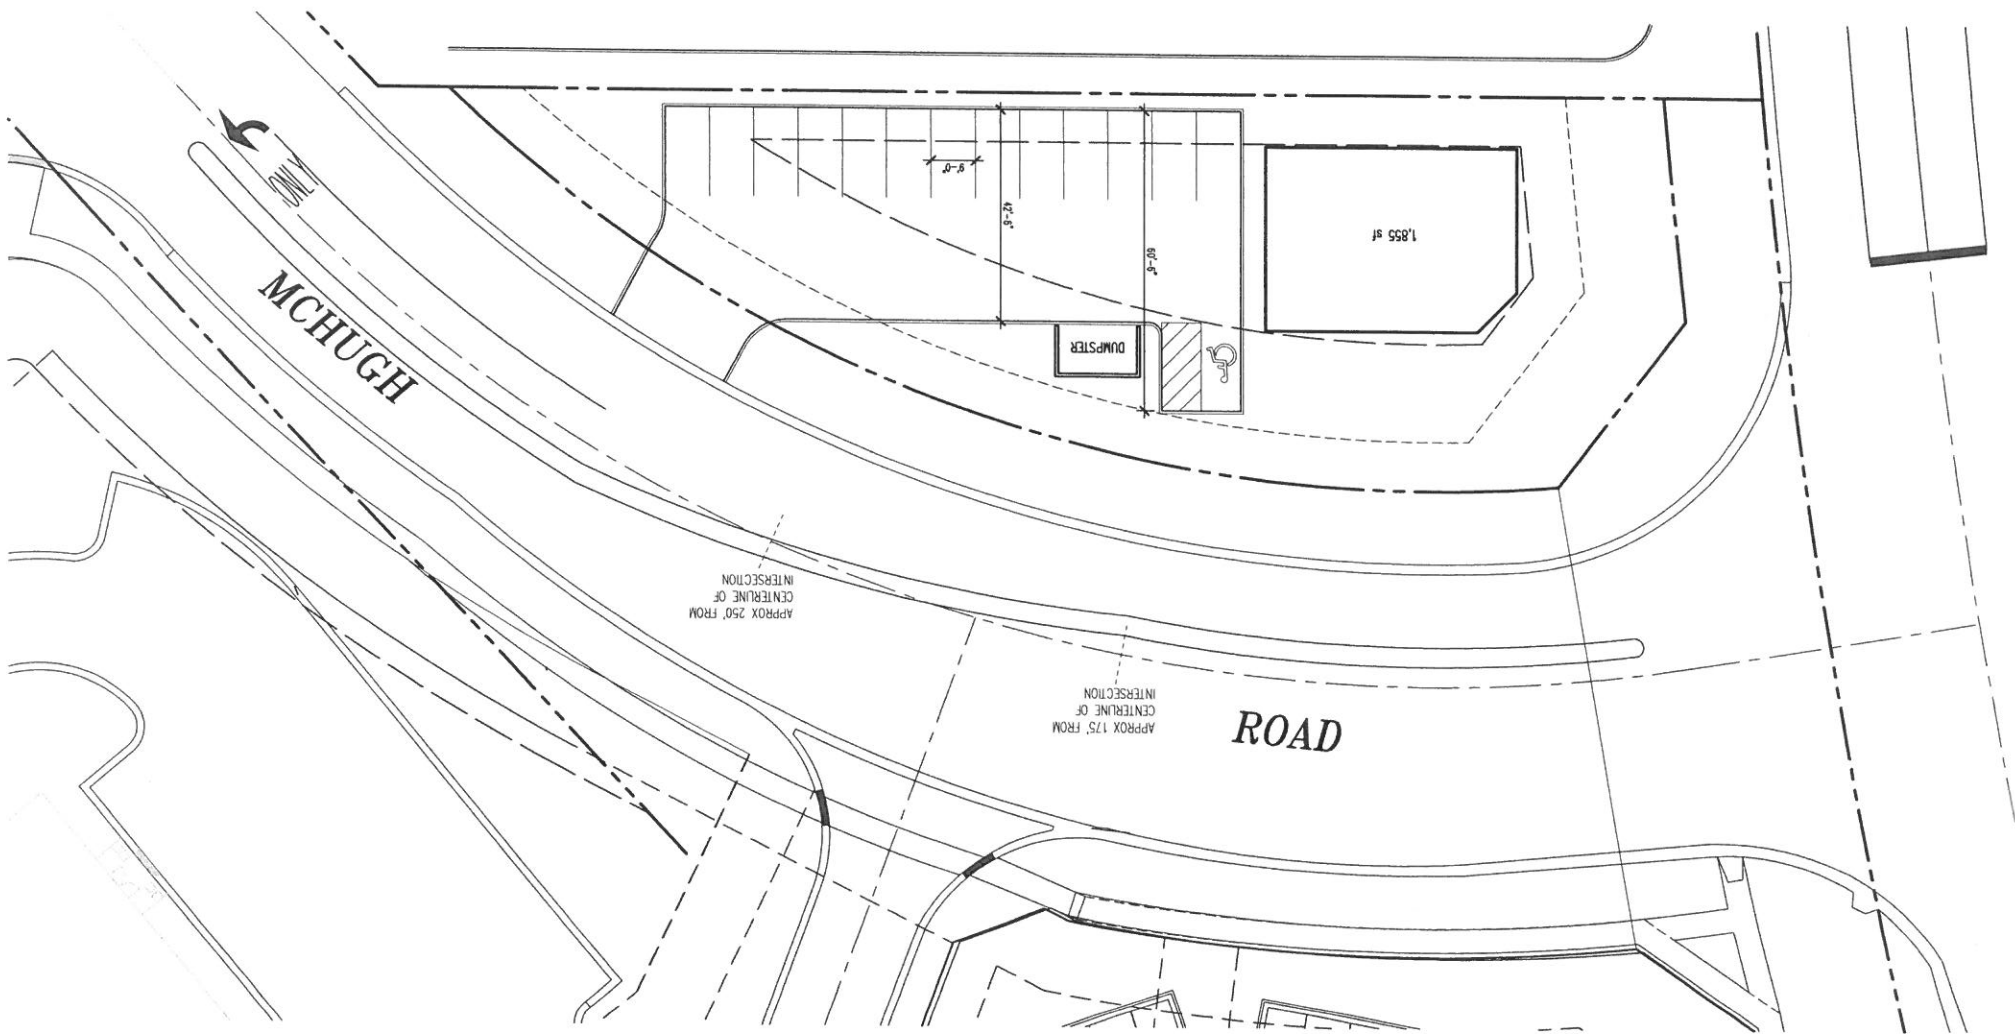 ONLY
MCHUGH
ROAD
9'-0"
42'-6"
60'-6"
1,855 sf
DUMPSTER
APPROX 250' FROM
CENTERLINE OF
INTERSECTION
APPROX 175' FROM
CENTERLINE OF
INTERSECTION